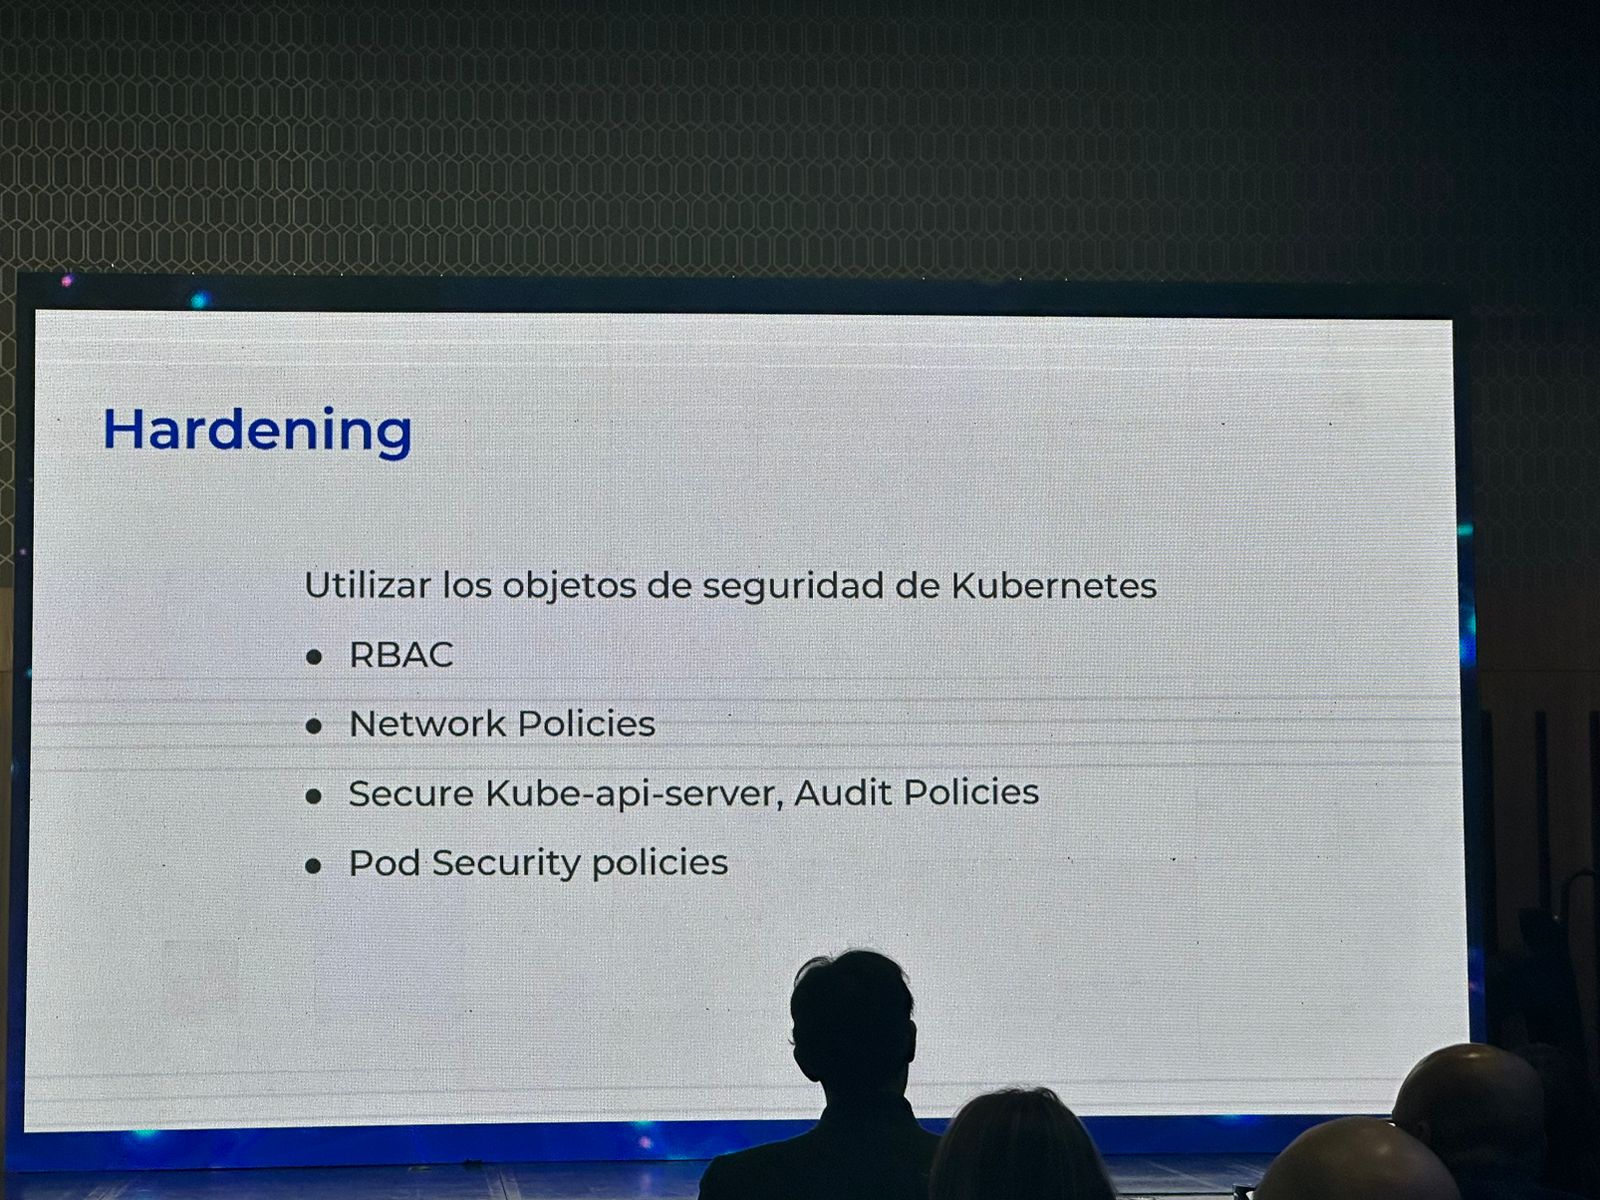 Hardening
Utilizar los objetos de seguridad de Kubernetes
● RBAC
● Network Policies
● Secure Kube-api-server, Audit Policies
● Pod Security policies